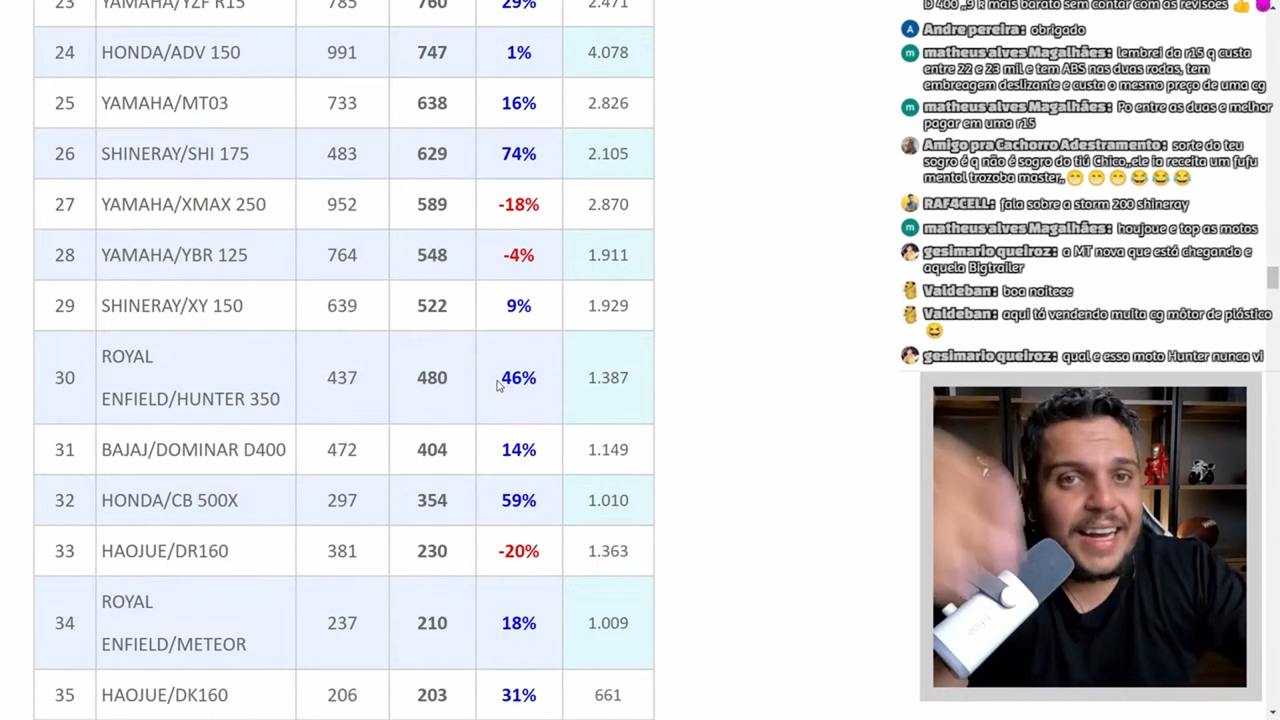 23 YAMAHA/YZF R15 785 760 29% 2.471
24 HONDA/ADV 150 991 747 1% 4.078
25 YAMAHA/MT03 733 638 16% 2.826
26 SHINERAY/SHI 175 483 629 74% 2.105
27 YAMAHA/XMAX 250 952 589 -18% 2.870
28 YAMAHA/YBR 125 764 548 -4% 1.911
29 SHINERAY/XY 150 639 522 9% 1.929
ROYAL
30 437 480 46% 1.387
ENFIELD/HUNTER 350
31 BAJAJ/DOMINAR D400 472 404 14% 1.149
32 HONDA/CB 500X 297 354 59% 1.010
33 HAOJUE/DR160 381 230 -20% 1.363
ROYAL
34 237 210 18% 1.009
ENFIELD/METEOR
35 HAOJUE/DK160 206 203 31% 661
D 400 ,,9 R mais barato sem contar com as revisões 👍 😈
A Andre pereira: obrigado
m matheus alves Magalhães: lembrei da r15 q custa
entre 22 e 23 mil e tem ABS nas duas rodas, tem
embreagem deslizante e custa o mesmo preço de uma cg
m matheus alves Magalhães: Po entre as duas e melhor
pagar em uma r15
Amigo pra Cachorro Adestramento: sorte do teu
sogro é q não é sogro do tiú Chico,,ele ia receita um fufu
mentol trozoba master,, 😁 😁 😁 😂 😂 😂
RAF4CELL: fala sobre a storm 200 shineray
m matheus alves Magalhães: houjoue e top as motos
gesimario queiroz: a MT nova que está chegando e
aquela Bigtrailer
Valdeban: boa noiteee
Valdeban: aqui tá vendendo muita cg môtor de plástico
😆
gesimario queiroz: qual e essa moto Hunter nunca vi